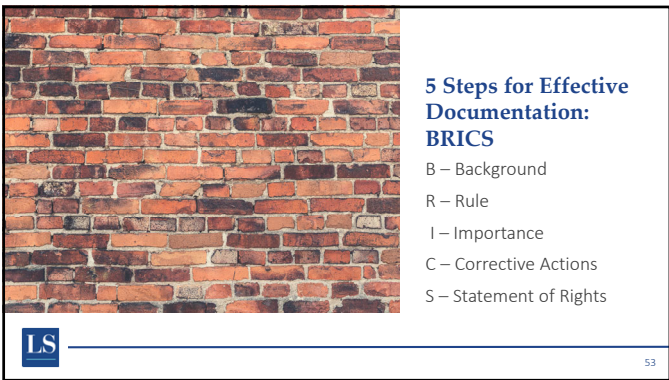 5 Steps for Effective
Documentation:
BRICS
B – Background
R – Rule
I – Importance
C – Corrective Actions
S – Statement of Rights
LS
53